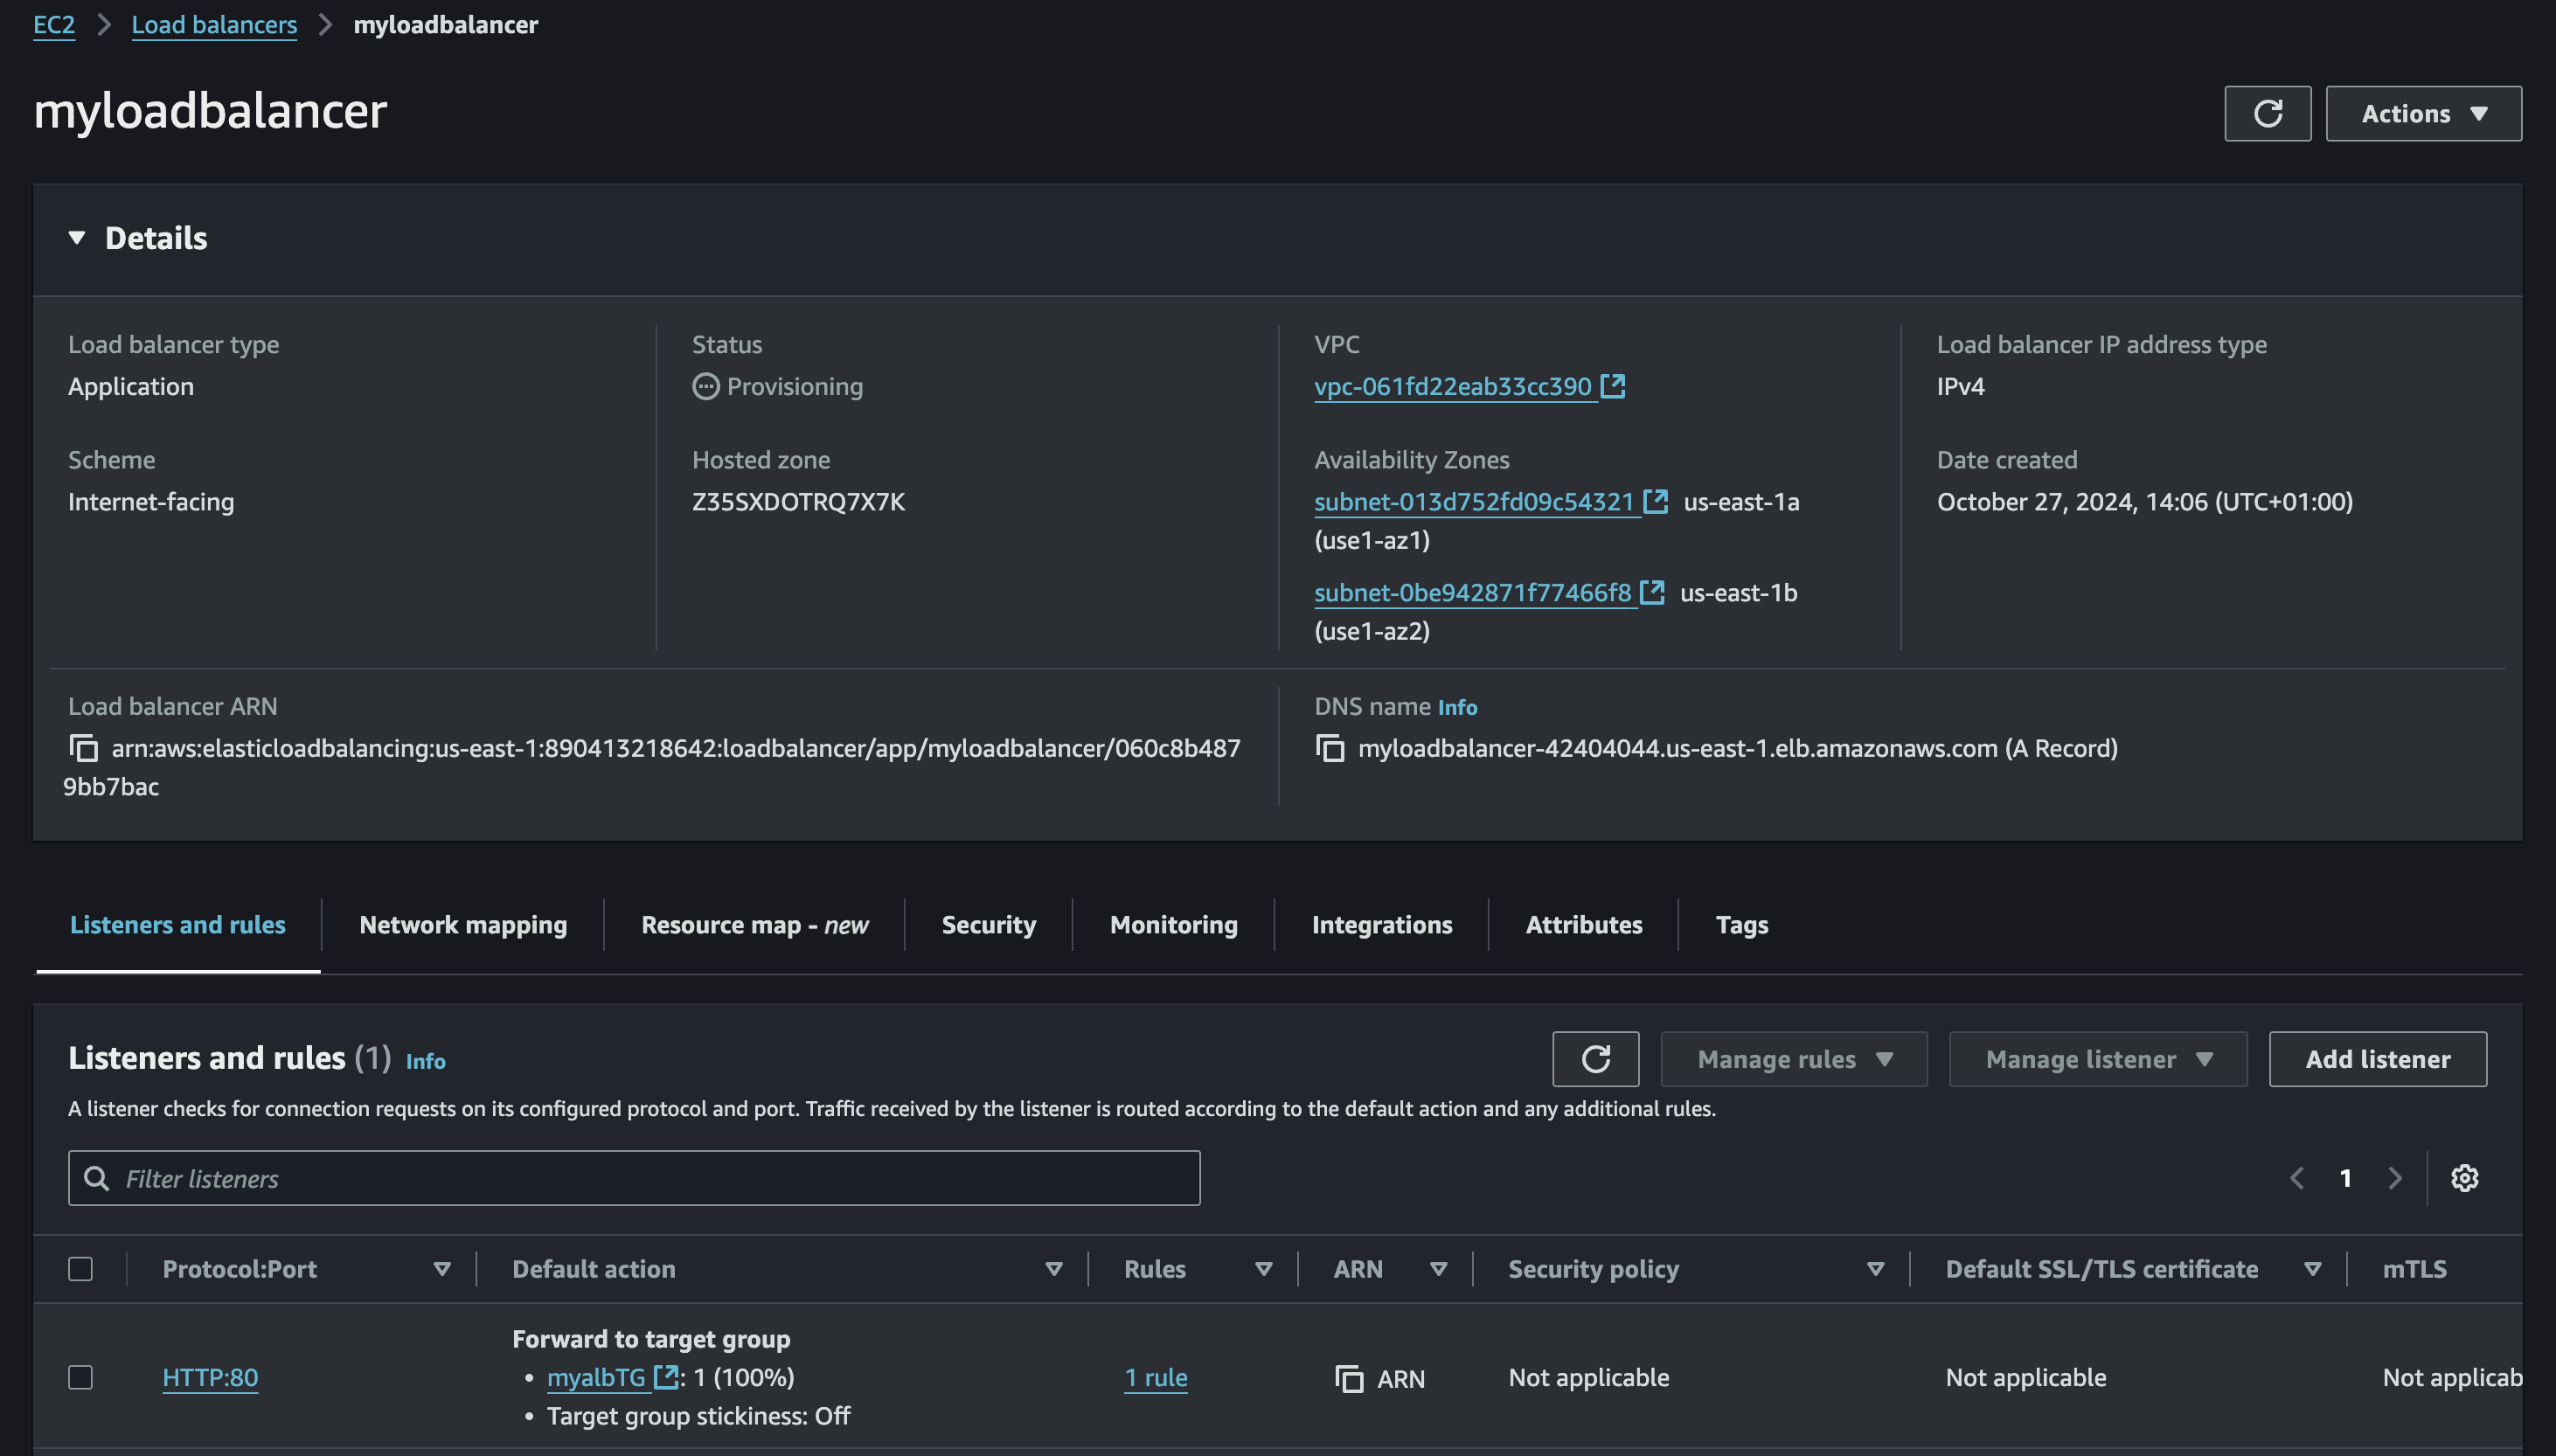 EC2 > Load balancers > myloadbalancer
myloadbalancer
Actions
Details
Load balancer type
Application
Status
Provisioning
VPC
vpc-061fd22eab33cc390
Load balancer IP address type
IPv4
Scheme
Internet-facing
Hosted zone
Z35SXDOTRQ7X7K
Availability Zones
subnet-013d752fd09c54321 us-east-1a
(use1-az1)
subnet-0be942871f77466f8 us-east-1b
(use1-az2)
Date created
October 27, 2024, 14:06 (UTC+01:00)
Load balancer ARN
arn:aws:elasticloadbalancing:us-east-1:890413218642:loadbalancer/app/myloadbalancer/060c8b487
9bb7bac
DNS name Info
myloadbalancer-42404044.us-east-1.elb.amazonaws.com (A Record)
Listeners and rules Network mapping Resource map - new Security Monitoring Integrations Attributes Tags
Listeners and rules (1) Info
Manage rules Manage listener Add listener
A listener checks for connection requests on its configured protocol and port. Traffic received by the listener is routed according to the default action and any additional rules.
Filter listeners
1
Protocol:Port Default action Rules ARN Security policy Default SSL/TLS certificate mTLS
Forward to target group
HTTP:80 • myalbTG : 1 (100%) 1 rule ARN Not applicable Not applicable Not applicab
• Target group stickiness: Off